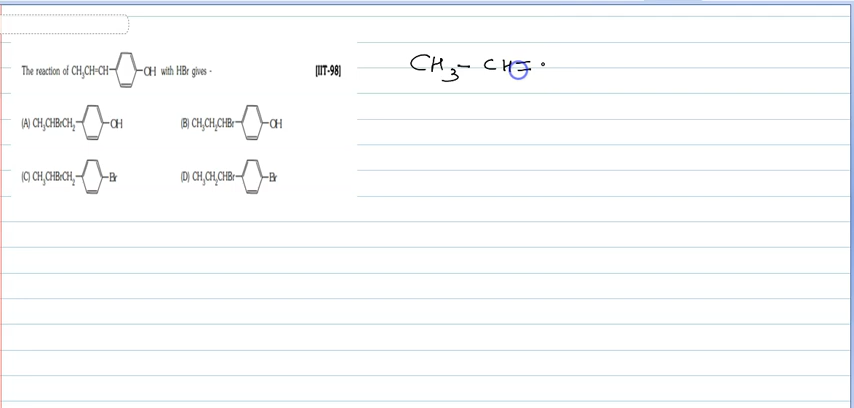 The reaction of CH3CH=CH- -OH with HBr gives - [IIT-98]
(A) CH3CHBrCH2- -OH (B) CH3CH2CHBr- -OH
(C) CH3CHBrCH2- -Br (D) CH3CH2CHBr- -Br
CH3- CH=